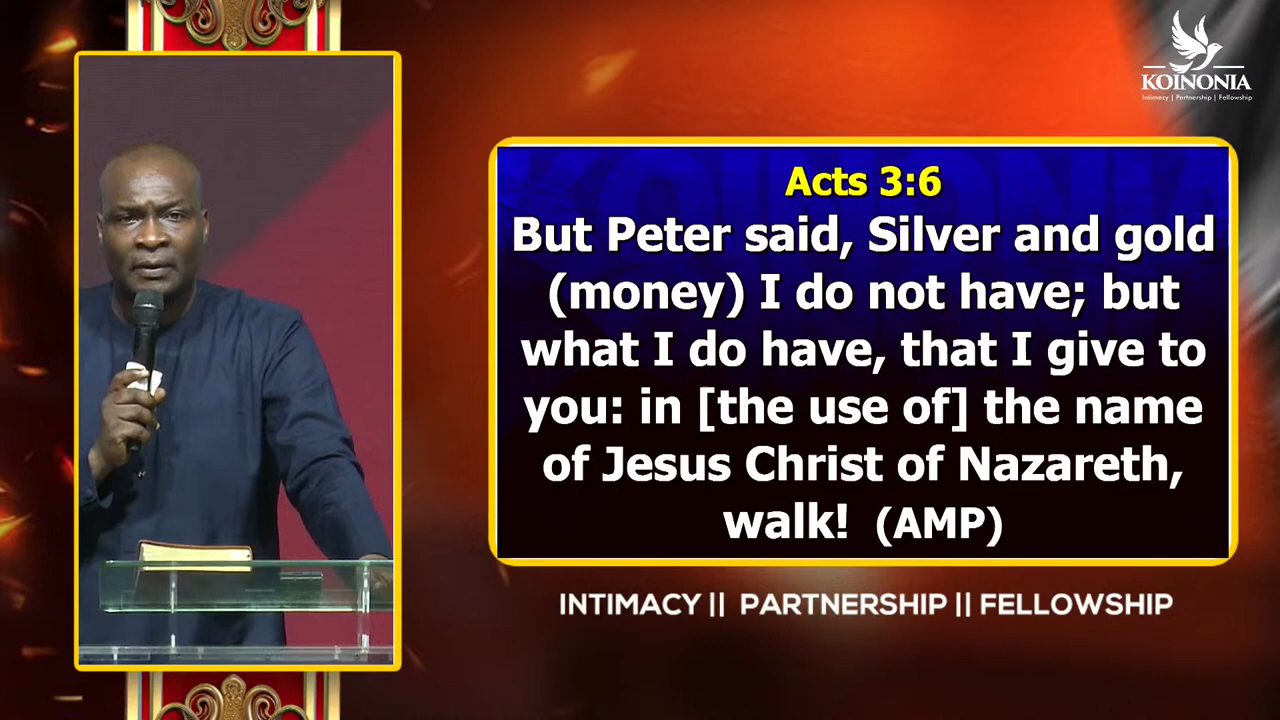 KOINONIA
Intimacy | Partnership | Fellowship
Acts 3:6
But Peter said, Silver and gold
(money) I do not have; but
what I do have, that I give to
you: in [the use of] the name
of Jesus Christ of Nazareth,
walk! (AMP)
INTIMACY || PARTNERSHIP || FELLOWSHIP